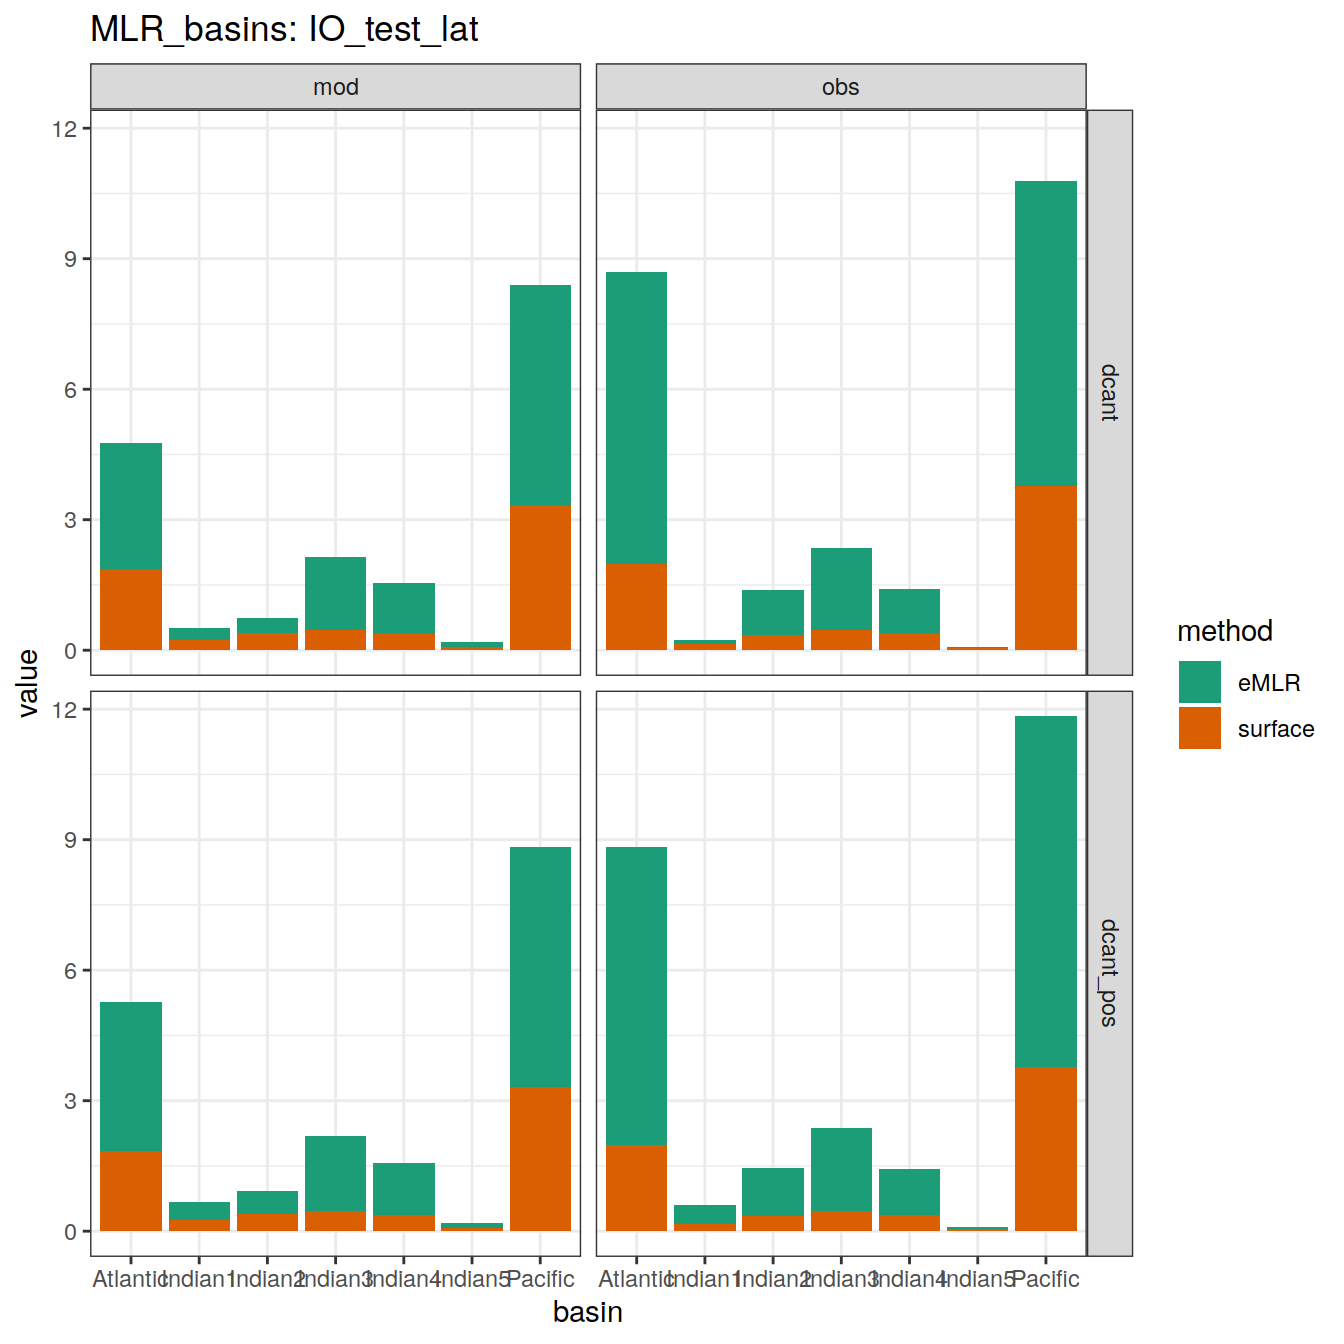 MLR_basins: IO_test_lat
mod
obs
12
9
6
3
0
dcant
12
9
6
3
0
dcant_pos
value
Atlantic Indian1 Indian2 Indian3 Indian4 Indian5 Pacific
Atlantic Indian1 Indian2 Indian3 Indian4 Indian5 Pacific
basin
method
eMLR
surface